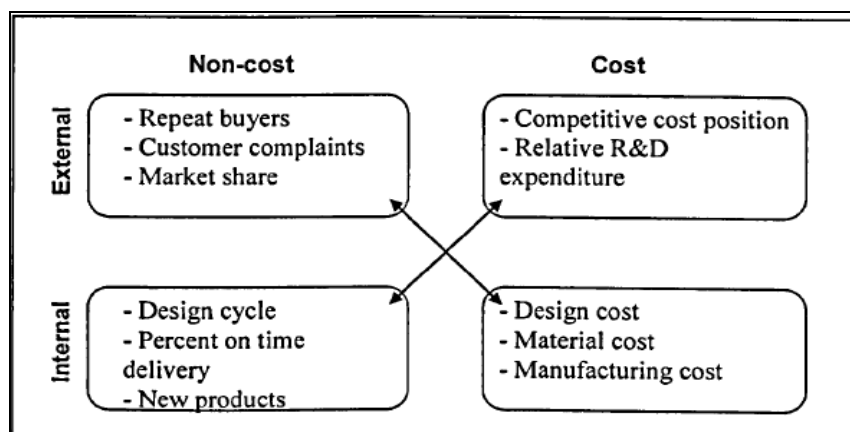 Non-cost
Cost
External
- Repeat buyers
- Customer complaints
- Market share
- Competitive cost position
- Relative R&D
expenditure
Internal
- Design cycle
- Percent on time
delivery
- New products
- Design cost
- Material cost
- Manufacturing cost